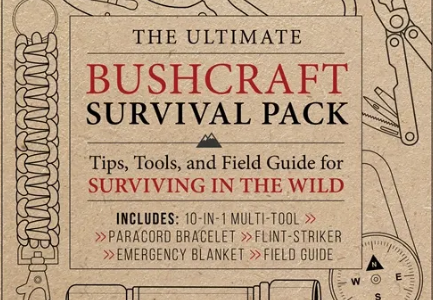 THE ULTIMATE
BUSHCRAFT
SURVIVAL PACK
Tips, Tools, and Field Guide for
SURVIVING IN THE WILD
INCLUDES: 10-IN-1 MULTI-TOOL »
»PARACORD BRACELET »FLINT-STRIKER
»EMERGENCY BLANKET »FIELD GUIDE
N
W E
S